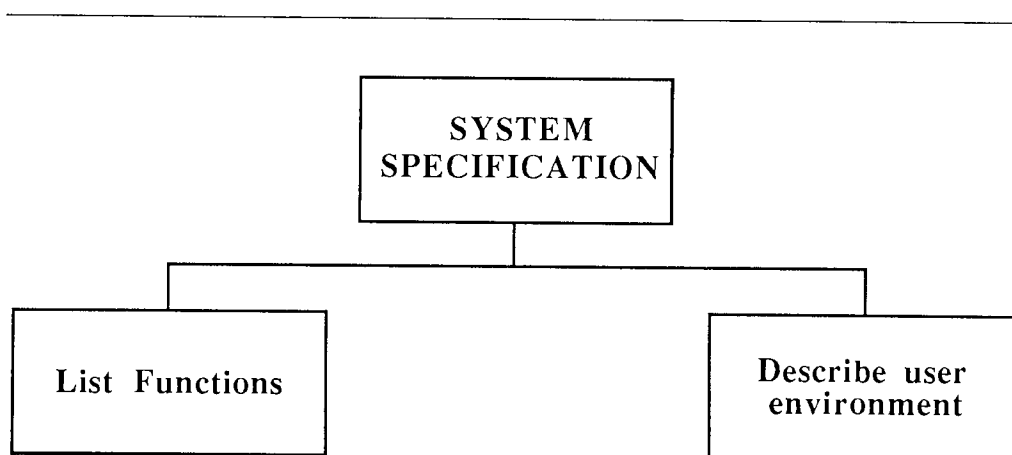 SYSTEM
SPECIFICATION
List Functions
Describe user
environment